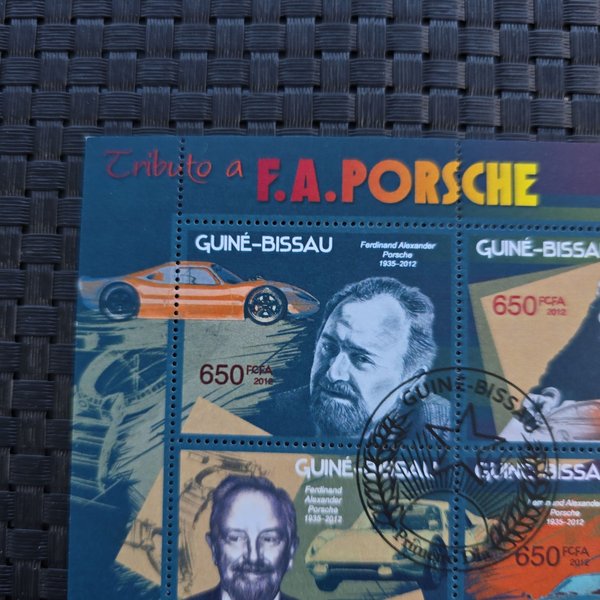 Tributo a F.A.PORSCHE
GUINÉ-BISSAU
Ferdinand Alexander
Porsche
1935-2012
650 FCFA
2012
GUINÉ-BISSAU
650 FCFA
2012
GUINÉ-BISSAU
Ferdinand
Alexander
Porsche
1935-2012
GUINÉ-BISSAU
Alexander
Porsche
1935-2012
650 FCFA
2012
GUINÉ-BISSAU